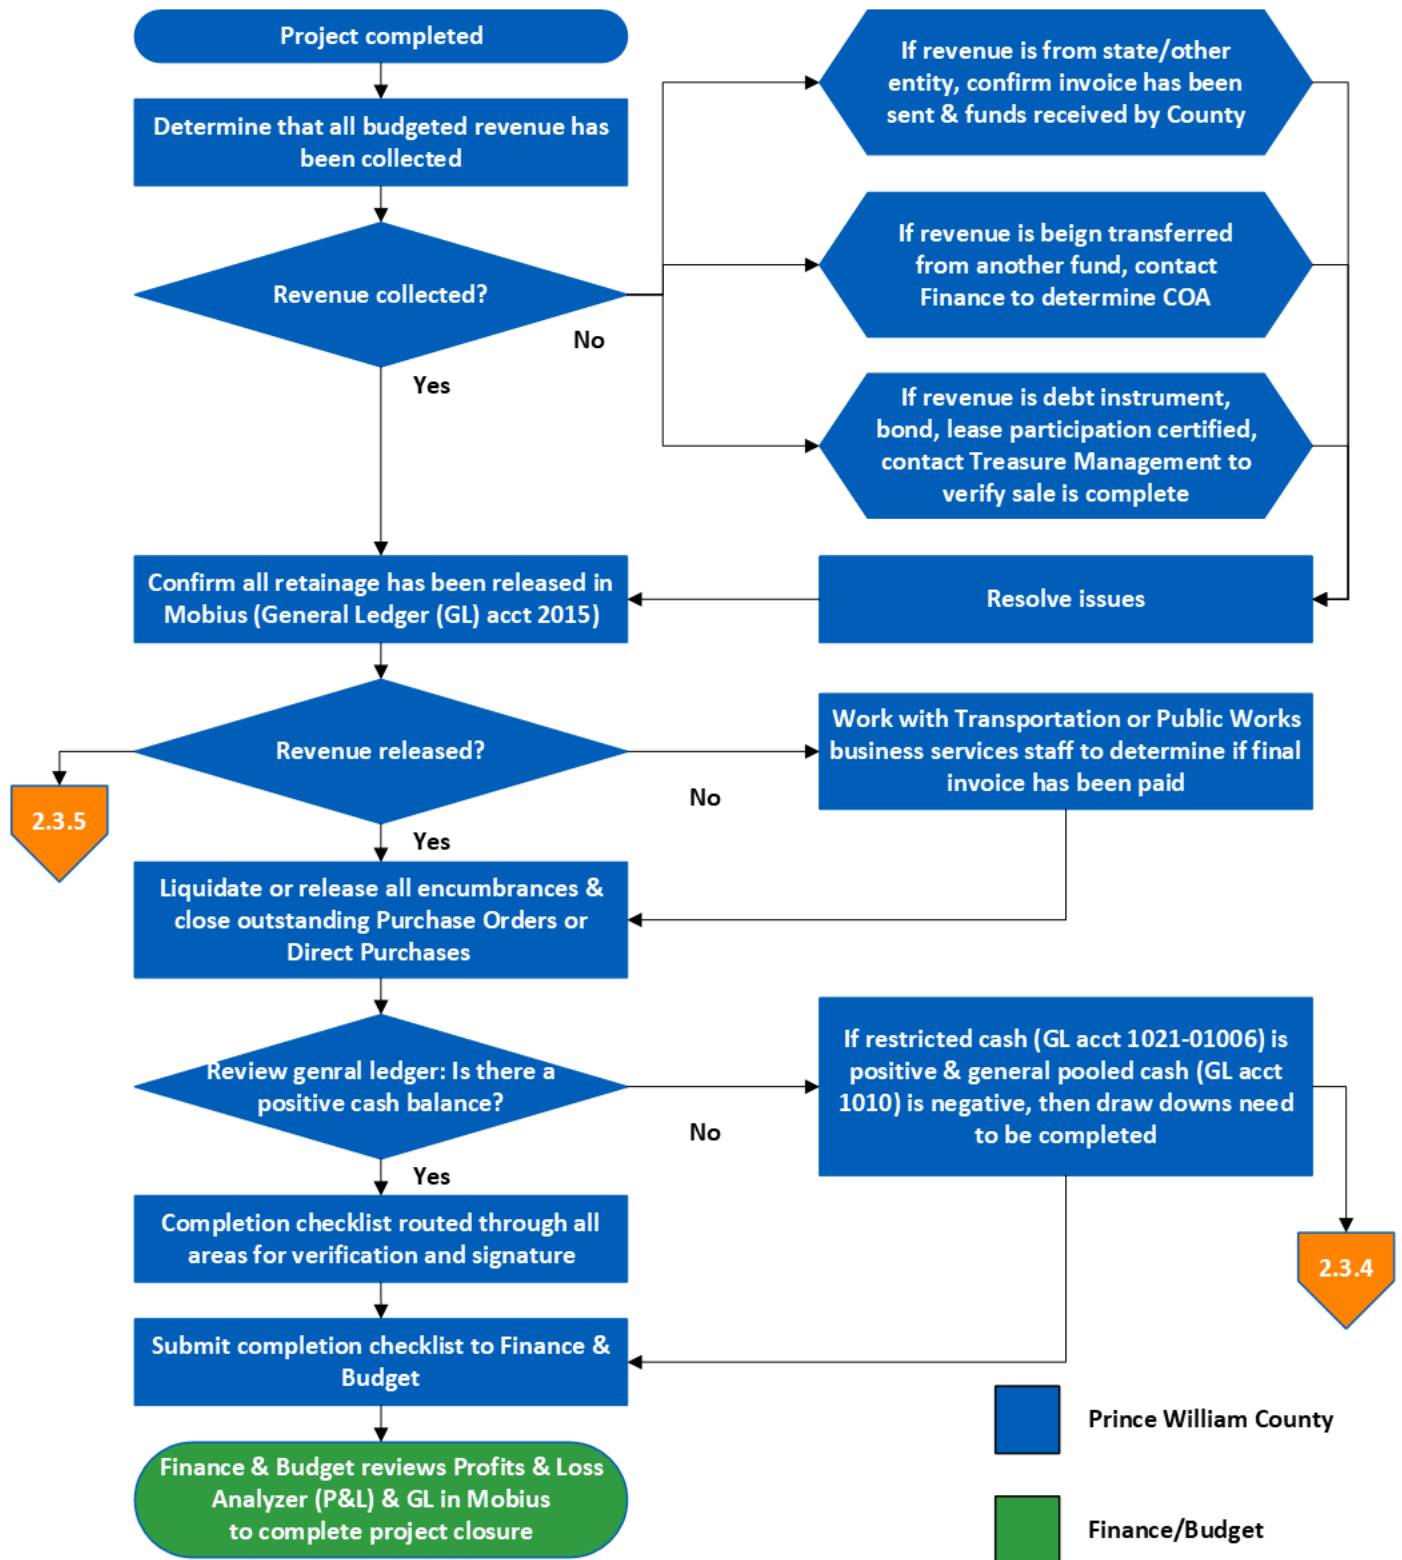 Project completed
Determine that all budgeted revenue has
been collected
Revenue collected?
No
Yes
If revenue is from state/other
entity, confirm invoice has been
sent & funds received by County
If revenue is beign transferred
from another fund, contact
Finance to determine COA
If revenue is debt instrument,
bond, lease participation certified,
contact Treasure Management to
verify sale is complete
Resolve issues
Confirm all retainage has been released in
Mobius (General Ledger (GL) acct 2015)
Revenue released?
No
Yes
Work with Transportation or Public Works
business services staff to determine if final
invoice has been paid
2.3.5
Liquidate or release all encumbrances &
close outstanding Purchase Orders or
Direct Purchases
Review genral ledger: Is there a
positive cash balance?
No
Yes
If restricted cash (GL acct 1021-01006) is
positive & general pooled cash (GL acct
1010) is negative, then draw downs need
to be completed
2.3.4
Completion checklist routed through all
areas for verification and signature
Submit completion checklist to Finance &
Budget
Finance & Budget reviews Profits & Loss
Analyzer (P&L) & GL in Mobius
to complete project closure
Prince William County
Finance/Budget